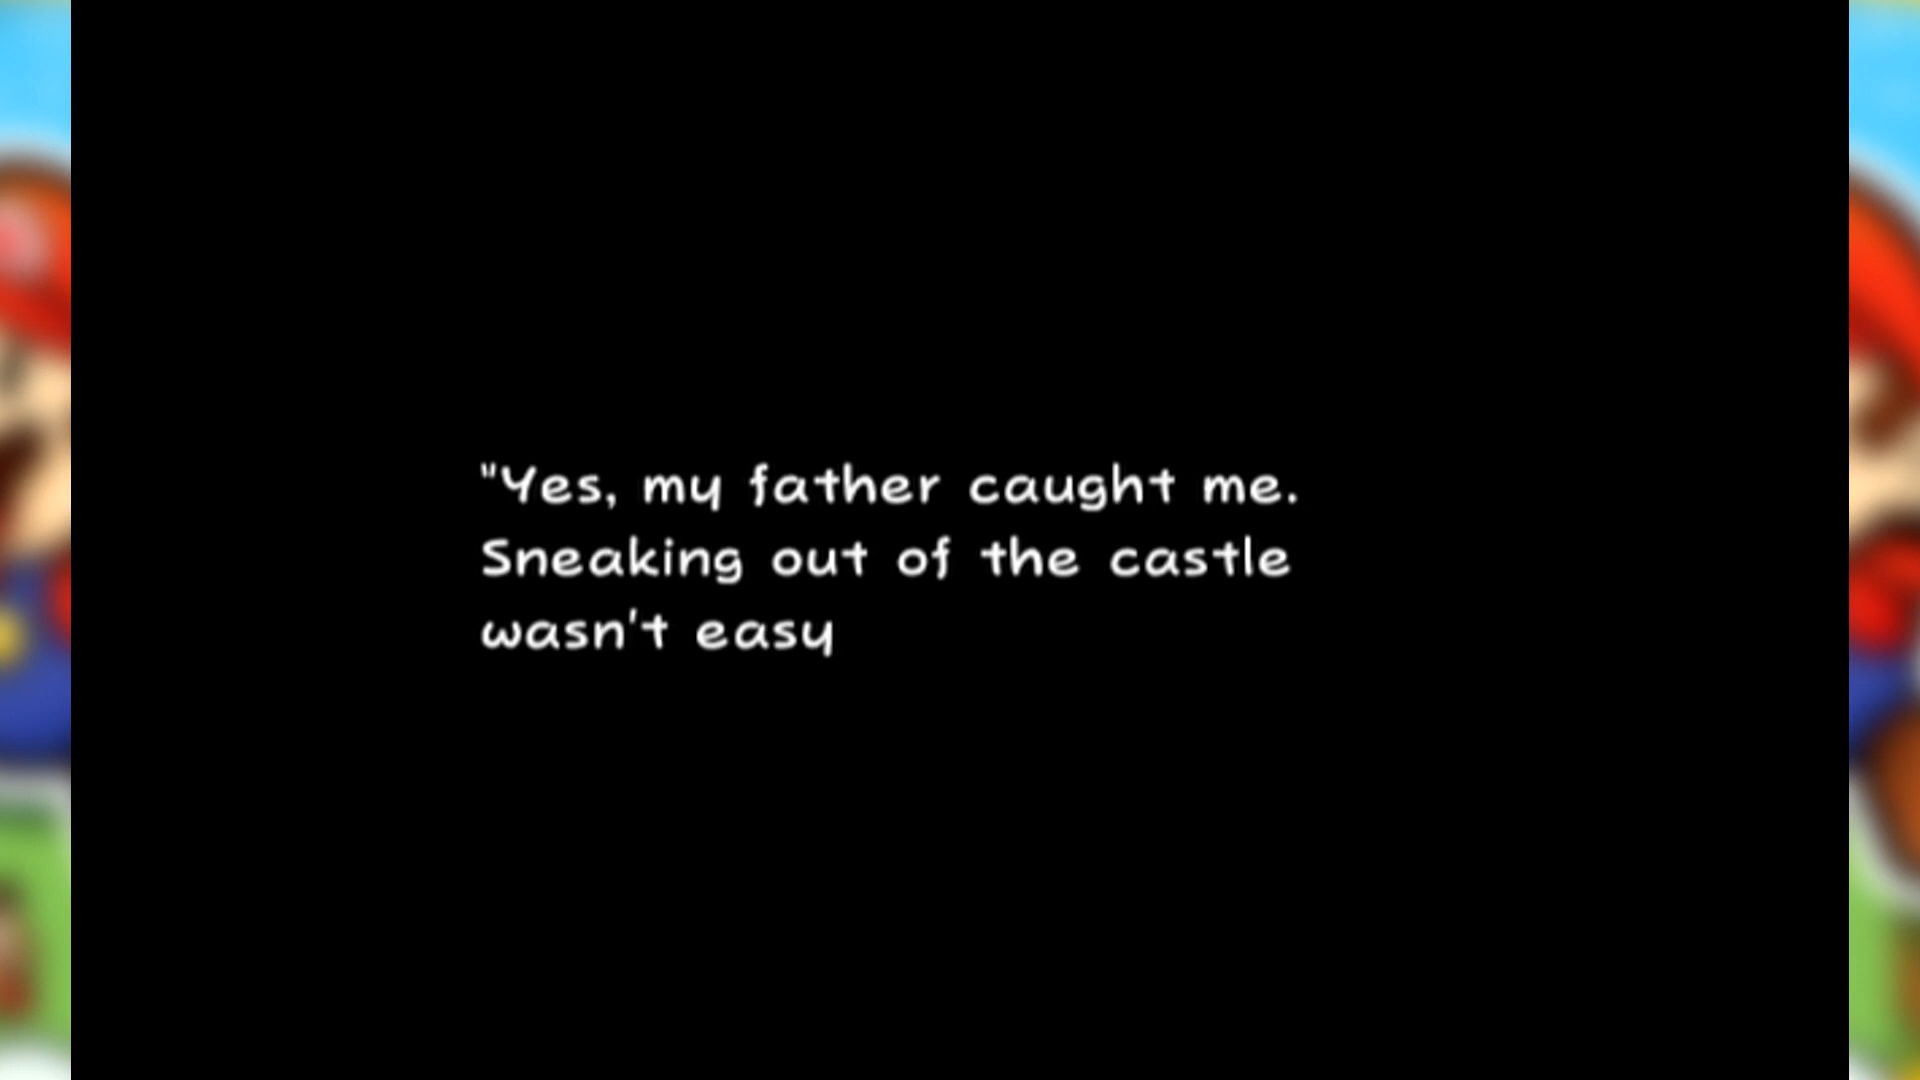 "Yes, my father caught me.
Sneaking out of the castle
wasn't easy